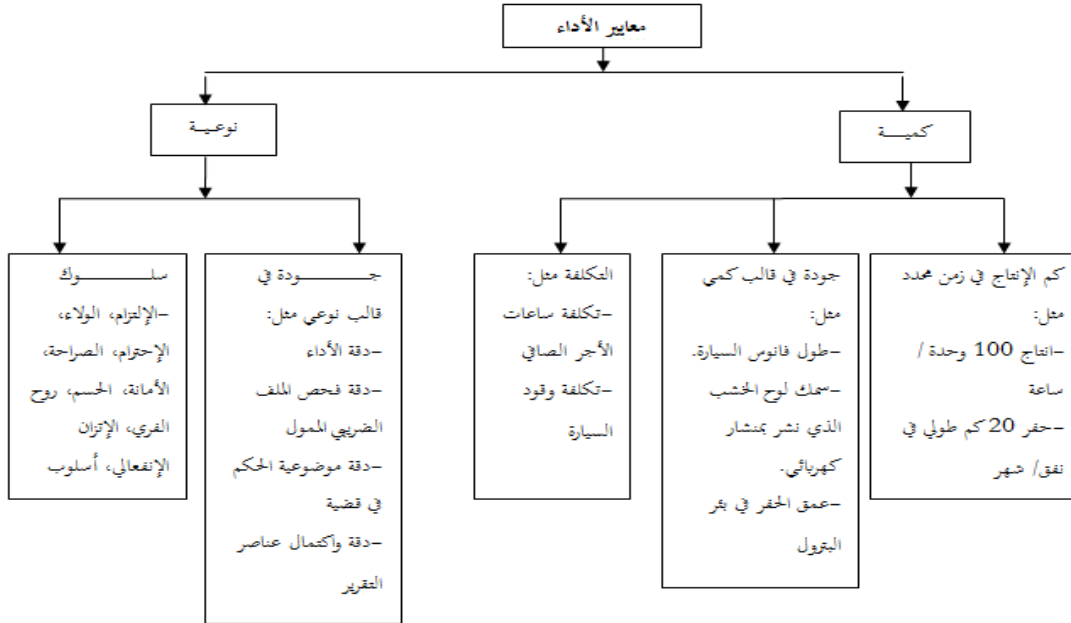 معايير الأداء
كميـــة
نوعيـة
كم الإنتاج في زمن محدد
مثل:
-انتاج 100 وحدة /
ساعة
-حفر 20 كم طولي في
نفق/ شهر
جودة في قالب كمي
مثل:
-طول فانوس السيارة.
-سمك لوح الخشب
الذي نشر بمنشار
كهربائي.
-عمق الحفر في بئر
البترول
التكلفة مثل:
-تكلفة ساعات
الأجر الصافي
-تكلفة وقود
السيارة
جـــــــودة في
قالب نوعي مثل:
-دقة الأداء
-دقة فحص الملف
الضريبي الممول
-دقة موضوعية الحكم
في قضية
-دقة واكتمال عناصر
التقرير
سلـــــــوك
-الإلتزام، الولاء،
الإحترام، الصراحة،
الأمانة، الحسم، روح
الفري، الإتزان
الإنفعالي، أسلوب